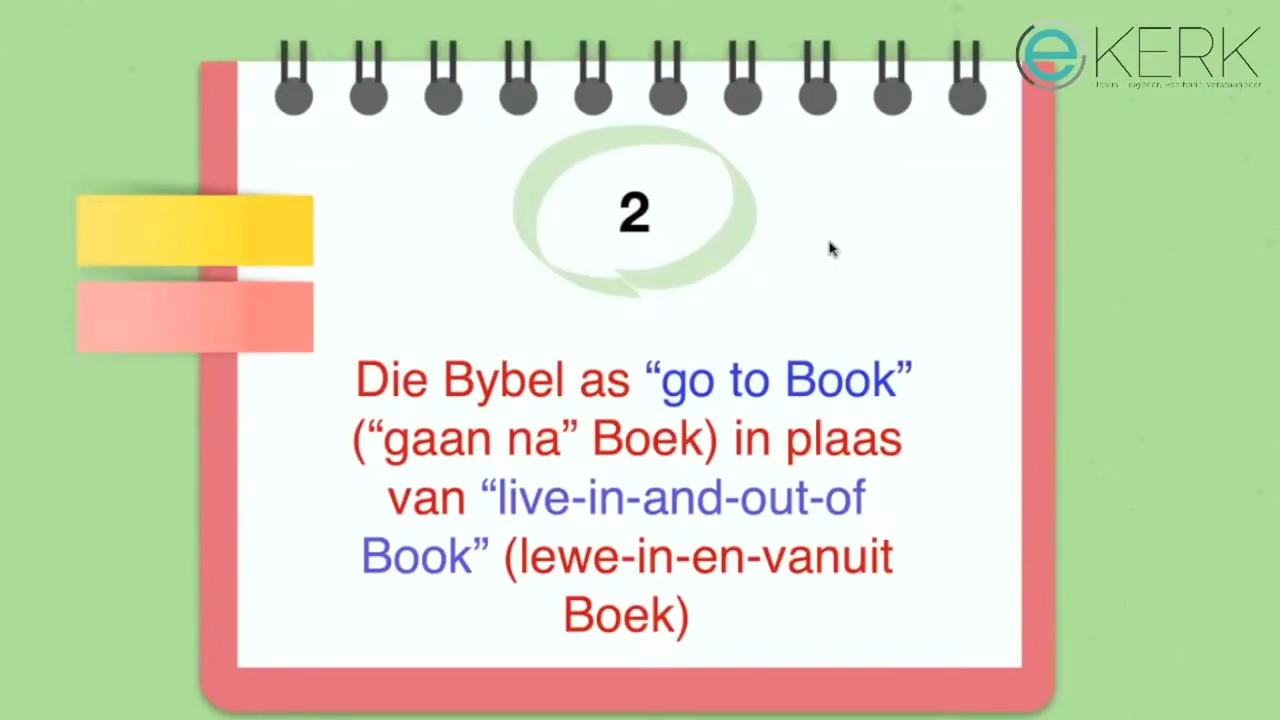 eKERK
2
Die Bybel as “go to Book”
(“gaan na” Boek) in plaas
van “live-in-and-out-of
Book” (lewe-in-en-vanuit
Boek)